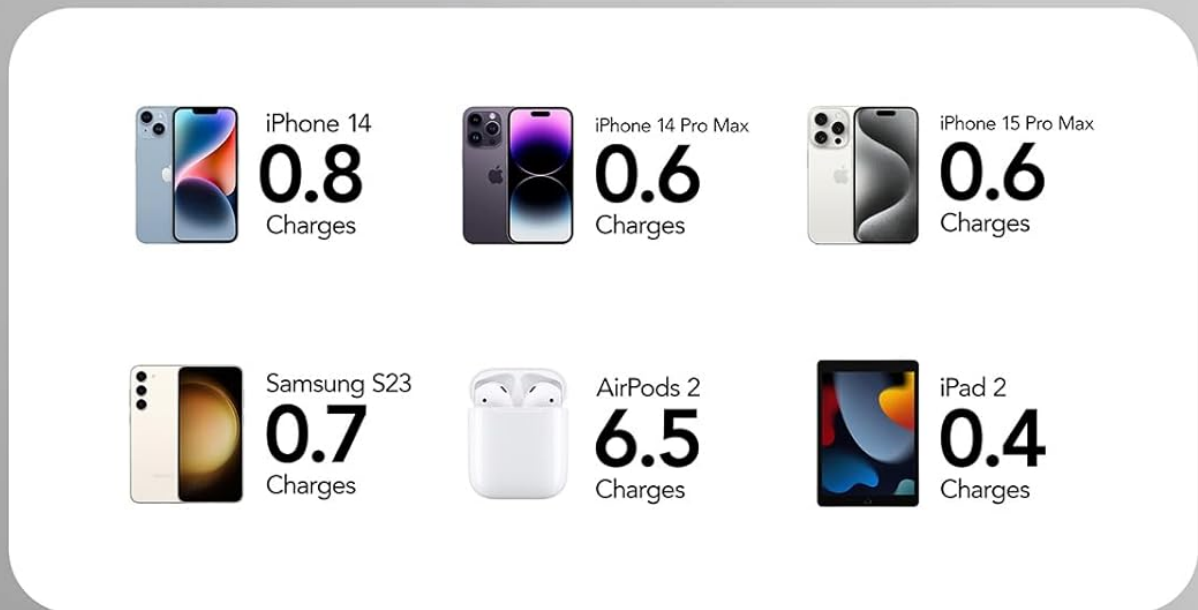 iPhone 14
0.8
Charges
iPhone 14 Pro Max
0.6
Charges
iPhone 15 Pro Max
0.6
Charges
Samsung S23
0.7
Charges
AirPods 2
6.5
Charges
iPad 2
0.4
Charges